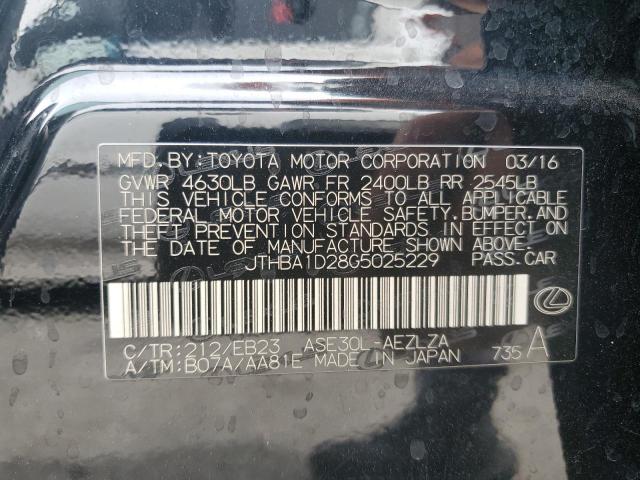 MFD.BY:TOYOTA MOTOR CORPORATION 03/16
GVWR 4630LB GAWR FR 2400LB RR 2545LB
THIS VEHICLE CONFORMS TO ALL APPLICABLE
FEDERAL MOTOR VEHICLE SAFETY,BUMPER,AND
THEFT PREVENTION STANDARDS IN EFFECT ON
THE DATE OF MANUFACTURE SHOWN ABOVE.
JTHBA1D28G5025229 PASS.CAR
C/TR:212/EB23 ASE30L-AEZLZA
A/TM:B07A/AA81E MADE IN JAPAN 735 A